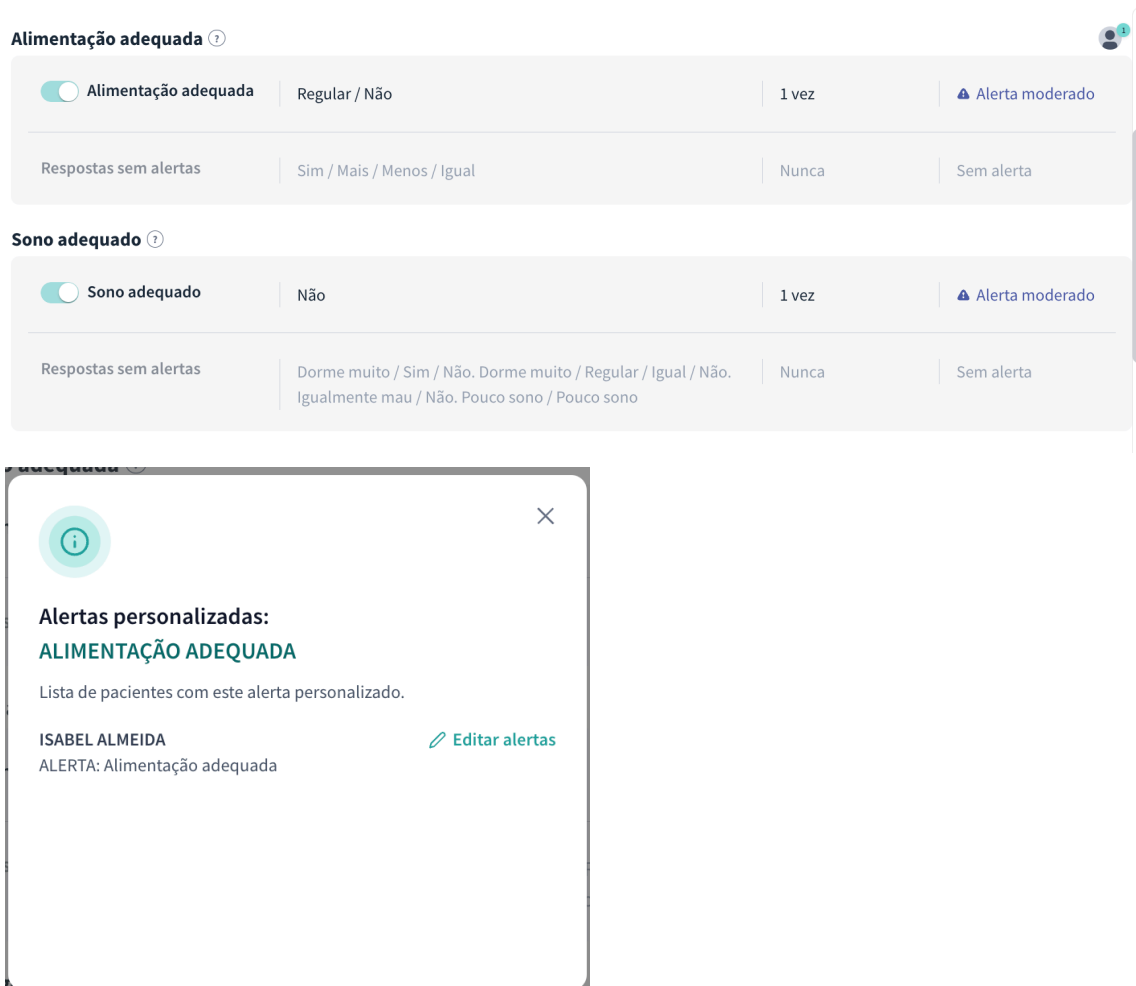 Alimentação adequada ?
1
Alimentação adequada
Regular / Não
1 vez
Alerta moderado
Respostas sem alertas
Sim / Mais / Menos / Igual
Nunca
Sem alerta
Sono adequado ?
Sono adequado
Não
1 vez
Alerta moderado
Respostas sem alertas
Dorme muito / Sim / Não. Dorme muito / Regular / Igual / Não.
Igualmente mau / Não. Pouco sono / Pouco sono
Nunca
Sem alerta
adequada
Alertas personalizadas:
ALIMENTAÇÃO ADEQUADA
Lista de pacientes com este alerta personalizado.
ISABEL ALMEIDA
Editar alertas
ALERTA: Alimentação adequada